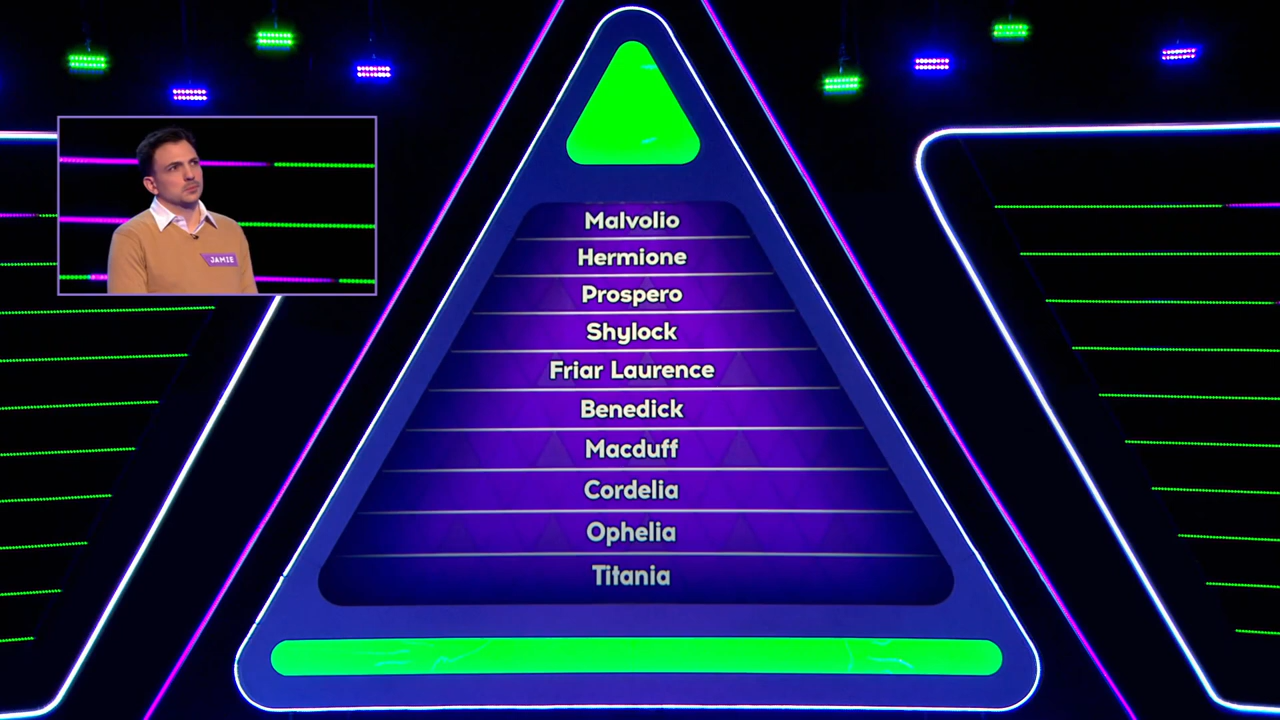 JAMIE
Malvolio
Hermione
Prospero
Shylock
Friar Laurence
Benedick
Macduff
Cordelia
Ophelia
Titania